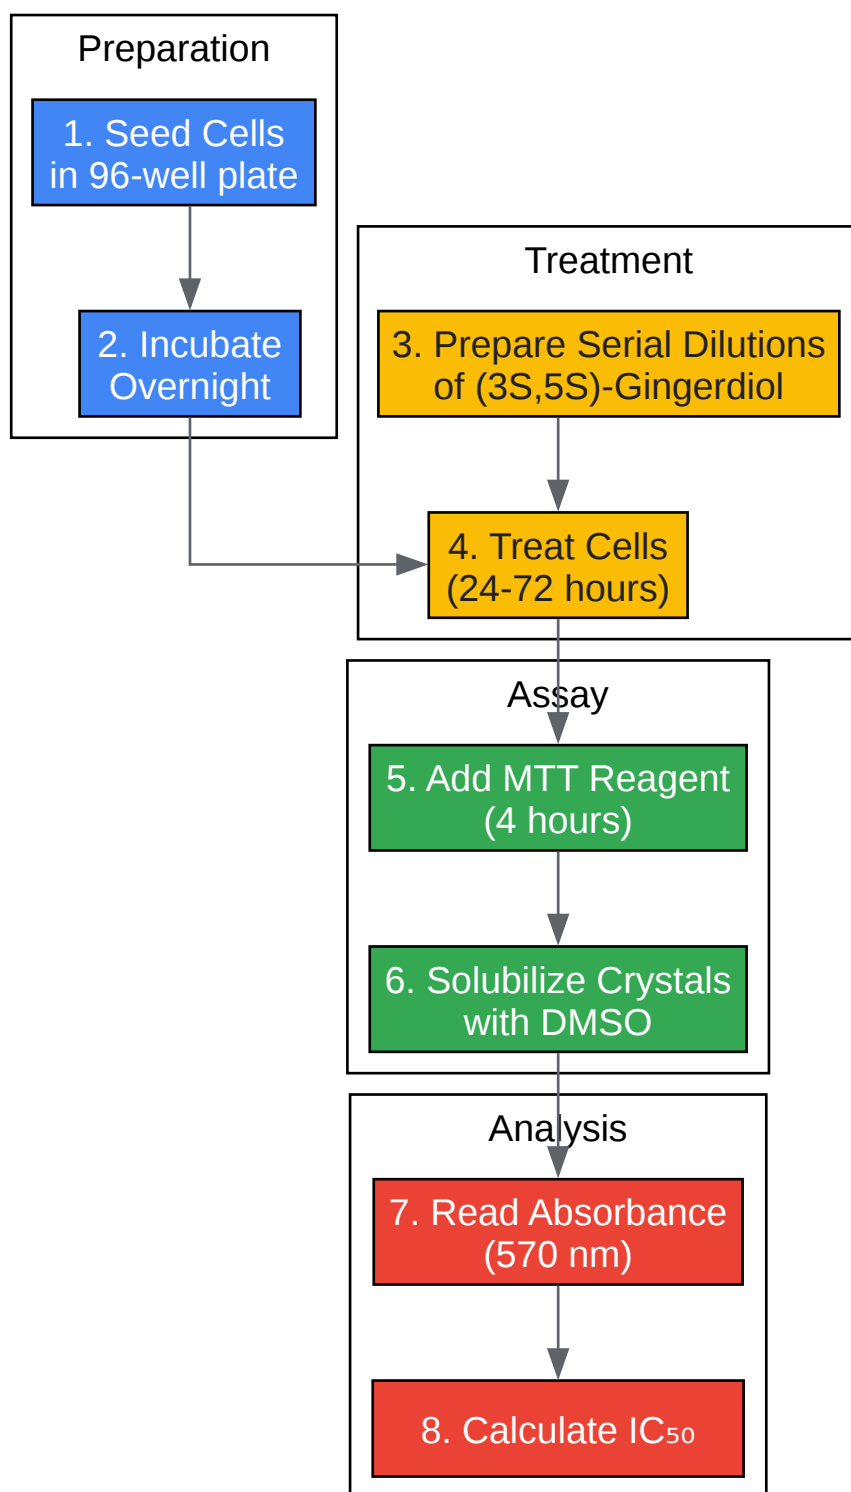 Preparation
1. Seed Cells
in 96-well plate
2. Incubate
Overnight
Treatment
3. Prepare Serial Dilutions
of (3S,5S)-Gingerdiol
4. Treat Cells
(24-72 hours)
Assay
5. Add MTT Reagent
(4 hours)
6. Solubilize Crystals
with DMSO
Analysis
7. Read Absorbance
(570 nm)
8. Calculate IC₅₀